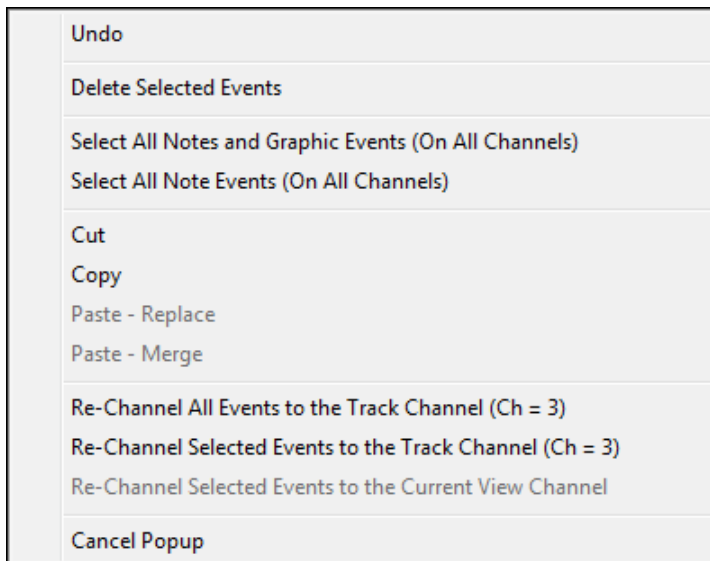 Undo
Delete Selected Events
Select All Notes and Graphic Events (On All Channels)
Select All Note Events (On All Channels)
Cut
Copy
Paste - Replace
Paste - Merge
Re-Channel All Events to the Track Channel (Ch = 3)
Re-Channel Selected Events to the Track Channel (Ch = 3)
Re-Channel Selected Events to the Current View Channel
Cancel Popup